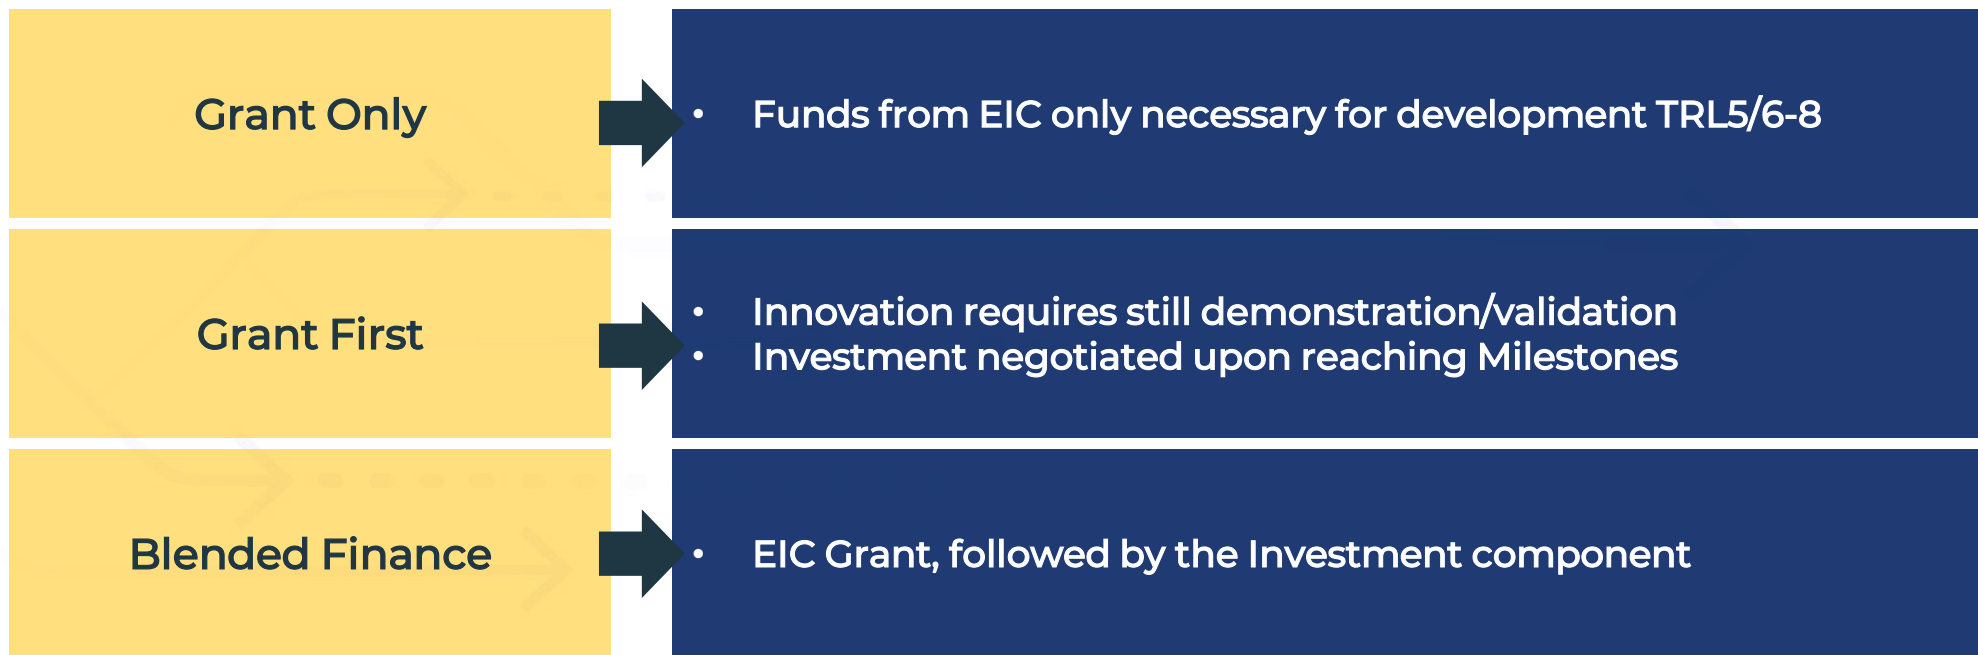 Grant Only
• Funds from EIC only necessary for development TRL5/6-8
Grant First
• Innovation requires still demonstration/validation
• Investment negotiated upon reaching Milestones
Blended Finance
• EIC Grant, followed by the Investment component